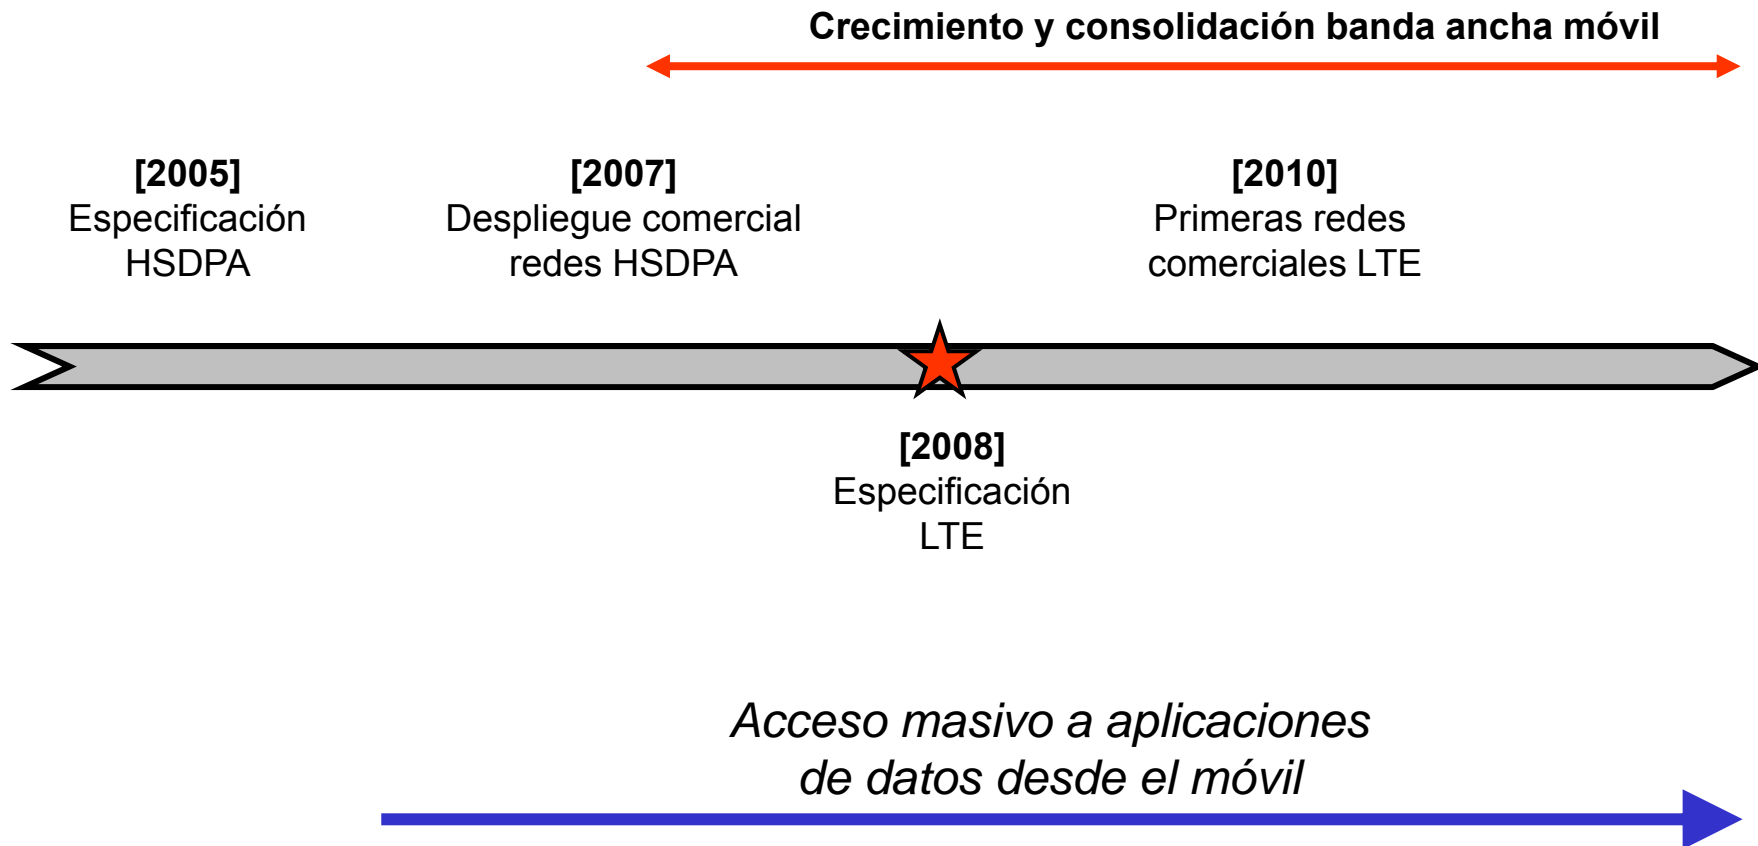 Crecimiento y consolidación banda ancha móvil
[2005]
Especificación
HSDPA
[2007]
Despliegue comercial
redes HSDPA
[2010]
Primeras redes
comerciales LTE
[2008]
Especificación
LTE
Acceso masivo a aplicaciones
de datos desde el móvil